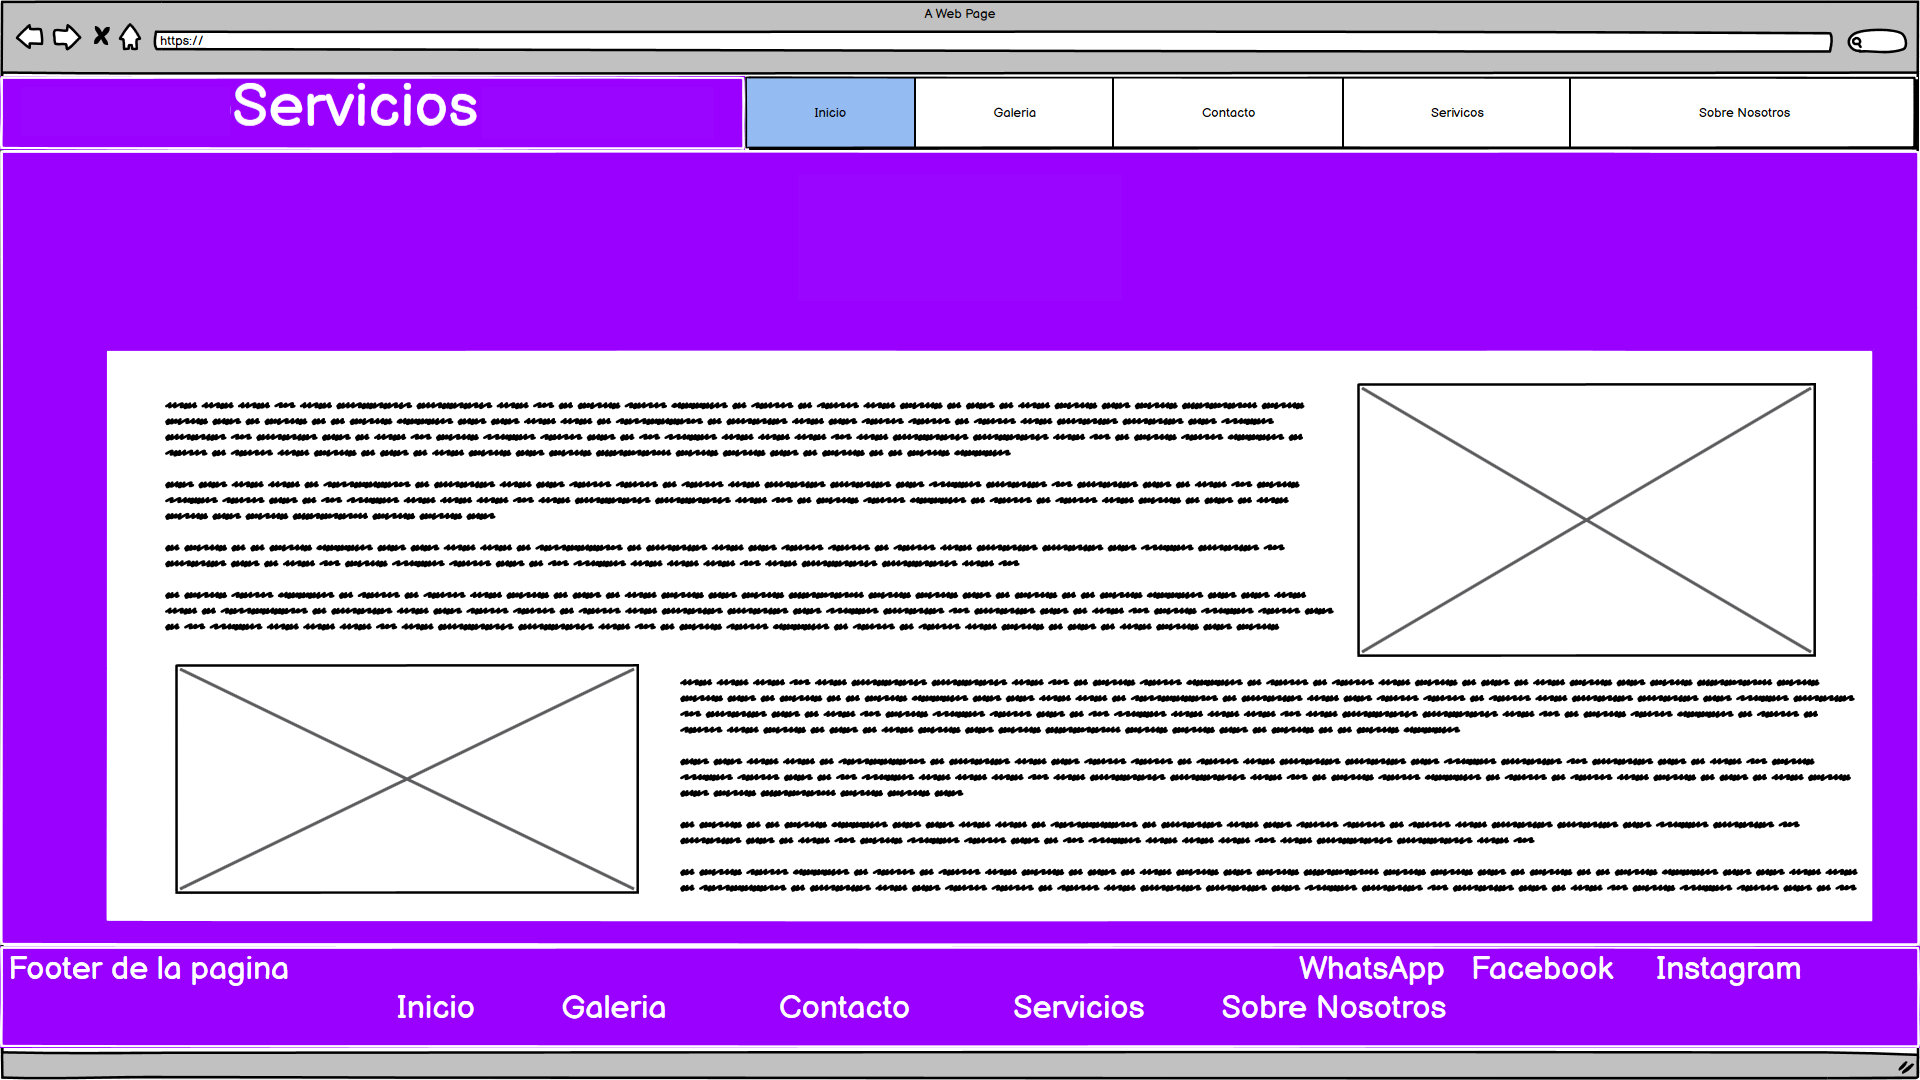 A Web Page
https://
Servicios
Inicio Galeria Contacto Serivicos Sobre Nosotros
Footer de la pagina WhatsApp Facebook Instagram
Inicio Galeria Contacto Servicios Sobre Nosotros